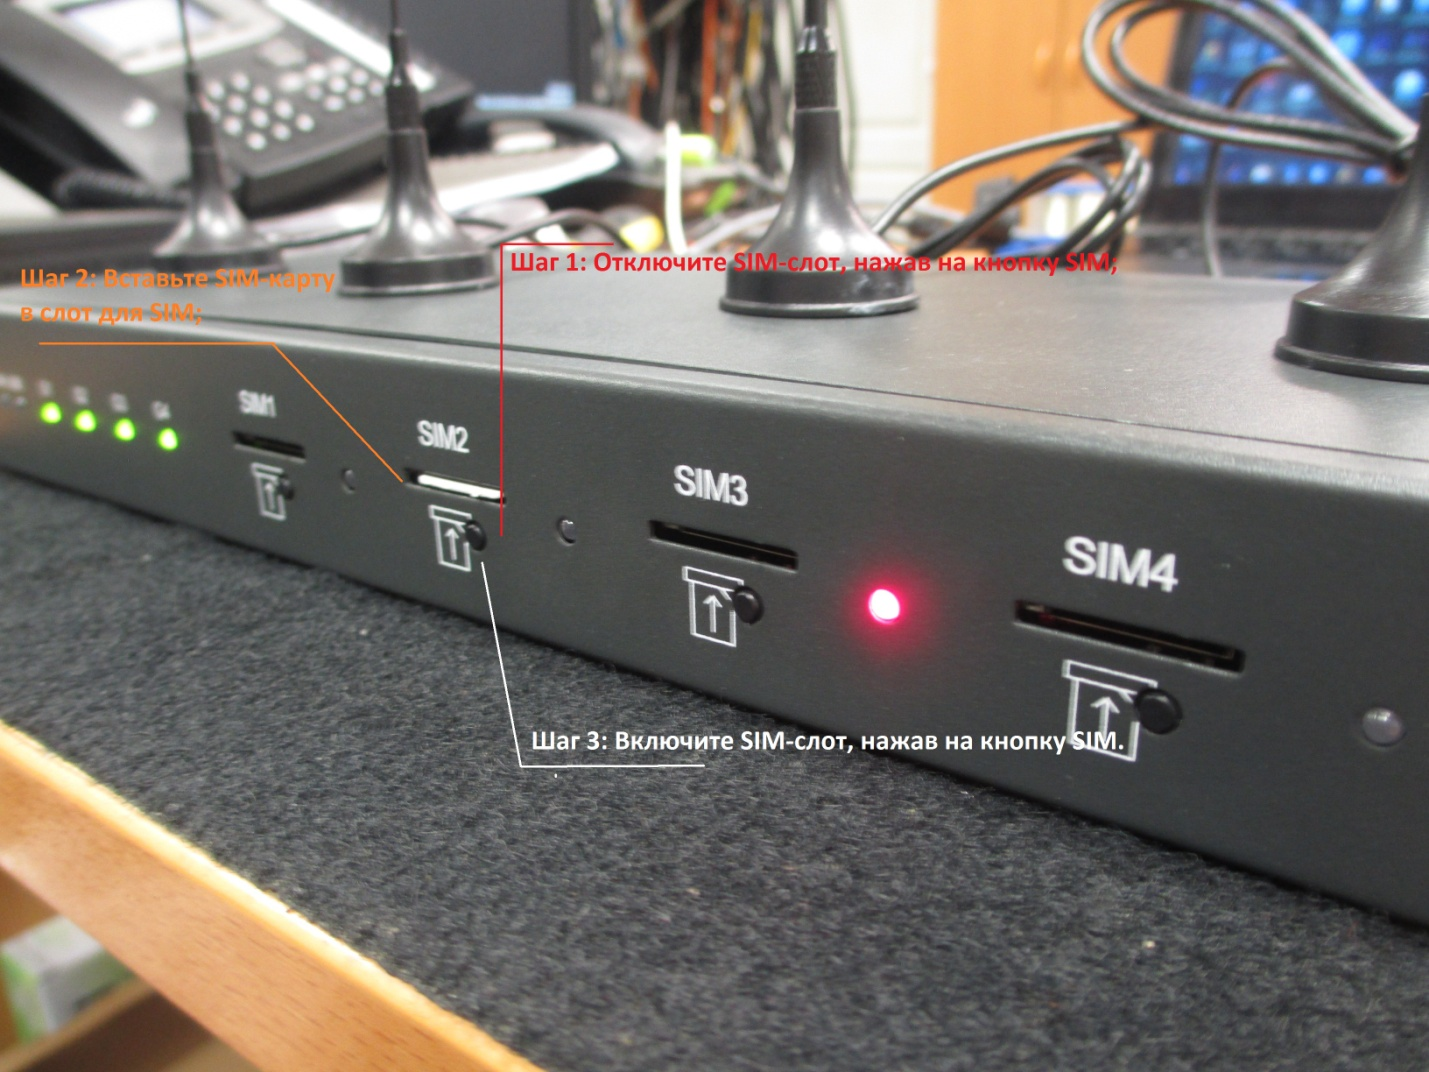 Шаг 1: Отключите SIM-слот, нажав на кнопку SIM;
Шаг 2: Вставьте SIM-карту
в слот для SIM;
SIM1
SIM2
SIM3
SIM4
Шаг 3: Включите SIM-слот, нажав на кнопку SIM.